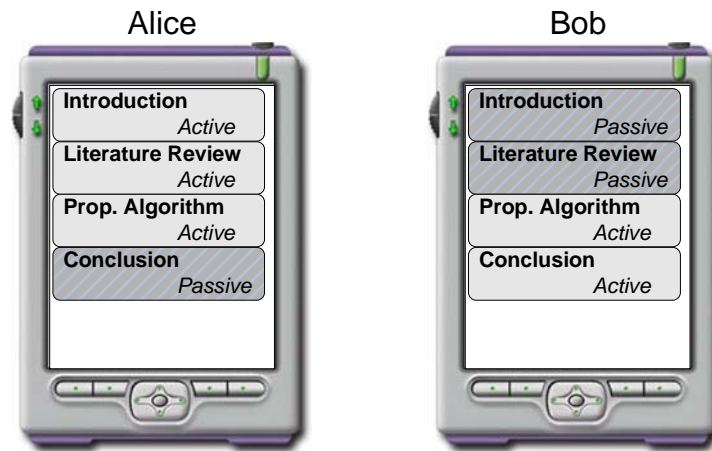 Alice
Introduction
Active
Literature Review
Active
Prop. Algorithm
Active
Conclusion
Passive
Bob
Introduction
Passive
Literature Review
Passive
Prop. Algorithm
Active
Conclusion
Active